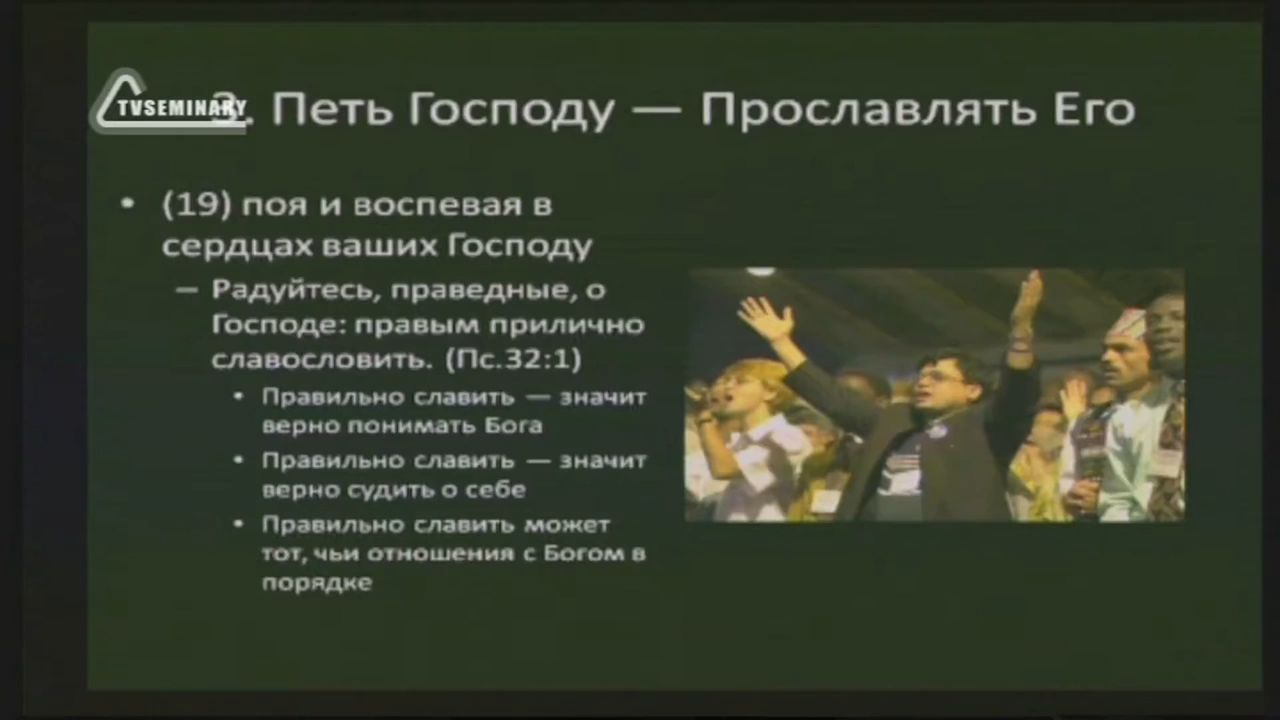 TVSEMINARY
3. Петь Господу — Прославлять Его
• (19) поя и воспевая в
сердцах ваших Господу
– Радуйтесь, праведные, о
Господе: правым прилично
славословить. (Пс.32:1)
• Правильно славить — значит
верно понимать Бога
• Правильно славить — значит
верно судить о себе
• Правильно славить может
тот, чьи отношения с Богом в
порядке